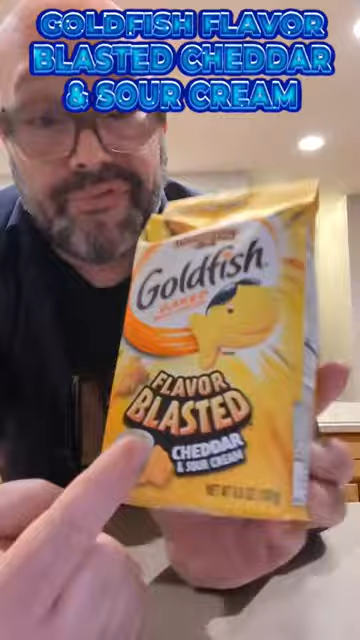 GOLDFISH FLAVOR
BLASTED CHEDDAR
& SOUR CREAM
Goldfish
BAKED
FLAVOR
BLASTED
CHEDDAR
& SOUR CREAM